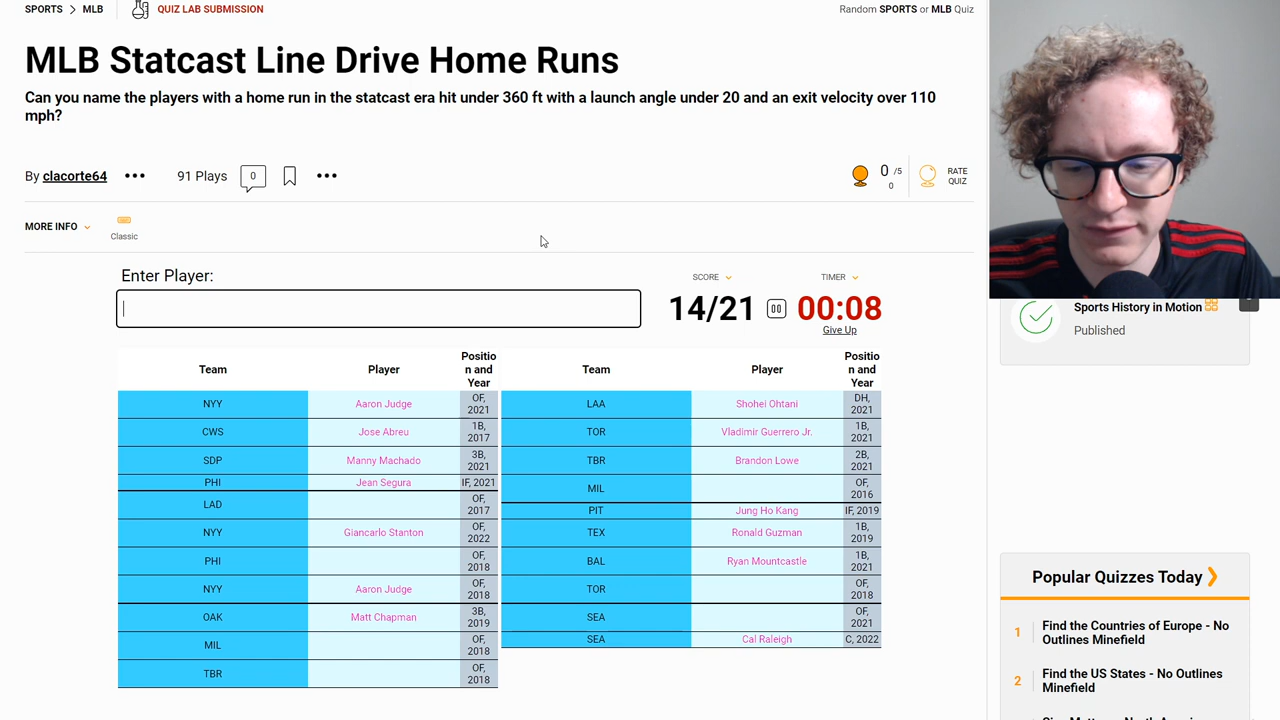 SPORTS > MLB QUIZ LAB SUBMISSION Random SPORTS or MLB Quiz
MLB Statcast Line Drive Home Runs
Can you name the players with a home run in the statcast era hit under 360 ft with a launch angle under 20 and an exit velocity over 110
mph?
By clacorte64 ••• 91 Plays 0 •••
0 /5
0
RATE
QUIZ
MORE INFO
Classic
Enter Player:
SCORE
14/21
TIMER
00:08
Give Up
Team Player Positio
n and
Year
NYY Aaron Judge OF,
2021
CWS Jose Abreu 1B,
2017
SDP Manny Machado 3B,
2021
PHI Jean Segura IF, 2021
LAD OF,
2017
NYY Giancarlo Stanton OF,
2022
PHI OF,
2018
NYY Aaron Judge OF,
2018
OAK Matt Chapman 3B,
2019
MIL OF,
2018
TBR OF,
2018
Team Player Positio
n and
Year
LAA Shohei Ohtani DH,
2021
TOR Vladimir Guerrero Jr. 1B,
2021
TBR Brandon Lowe 2B,
2021
MIL OF,
2016
PIT Jung Ho Kang IF, 2019
TEX Ronald Guzman 1B,
2019
BAL Ryan Mountcastle 1B,
2021
TOR OF,
2018
SEA OF,
2021
SEA Cal Raleigh C, 2022
Sports History in Motion
Published
Popular Quizzes Today
1 Find the Countries of Europe - No
Outlines Minefield
2 Find the US States - No Outlines
Minefield